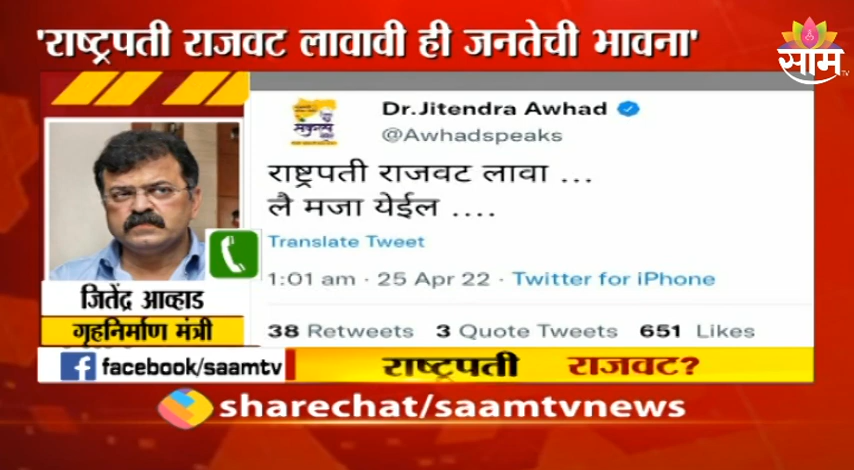 'राष्ट्रपती राजवट लावावी ही जनतेची भावना'
साम TV
Dr.Jitendra Awhad
@Awhadspeaks
राष्ट्रपती राजवट लावा ...
लै मजा येईल ....
Translate Tweet
1:01 am · 25 Apr 22 · Twitter for iPhone
38 Retweets 3 Quote Tweets 651 Likes
जितेंद्र आव्हाड
गृहनिर्माण मंत्री
facebook/saamtv
राष्ट्रपती राजवट?
sharechat/saamtvnews